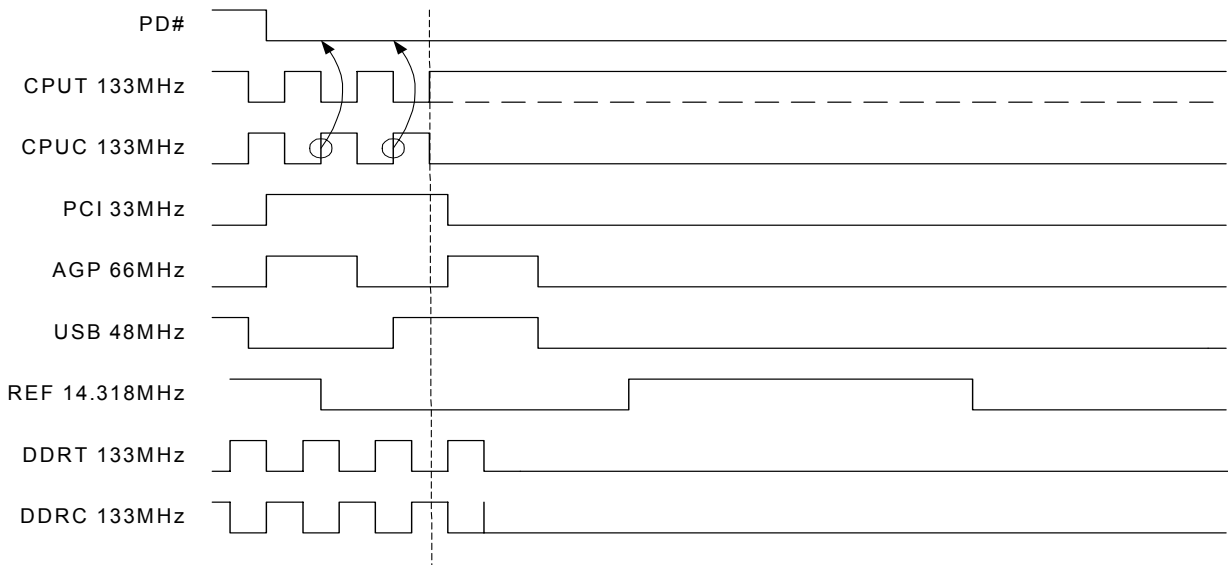 PD#
CPUT 133MHz
CPUC 133MHz
PCI 33MHz
AGP 66MHz
USB 48MHz
REF 14.318MHz
DDRT 133MHz
DDRC 133MHz